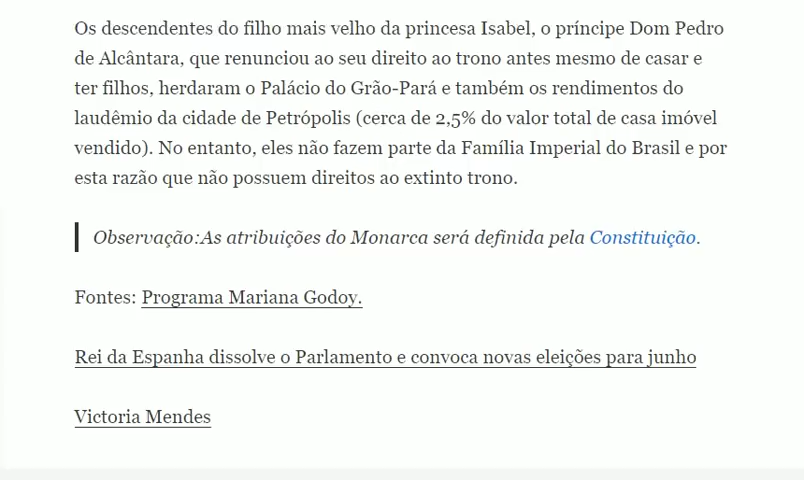 Os descendentes do filho mais velho da princesa Isabel, o príncipe Dom Pedro
de Alcântara, que renunciou ao seu direito ao trono antes mesmo de casar e
ter filhos, herdaram o Palácio do Grão-Pará e também os rendimentos do
laudêmio da cidade de Petrópolis (cerca de 2,5% do valor total de casa imóvel
vendido). No entanto, eles não fazem parte da Família Imperial do Brasil e por
esta razão que não possuem direitos ao extinto trono.
Observação:As atribuições do Monarca será definida pela Constituição.
Fontes: Programa Mariana Godoy.
Rei da Espanha dissolve o Parlamento e convoca novas eleições para junho
Victoria Mendes